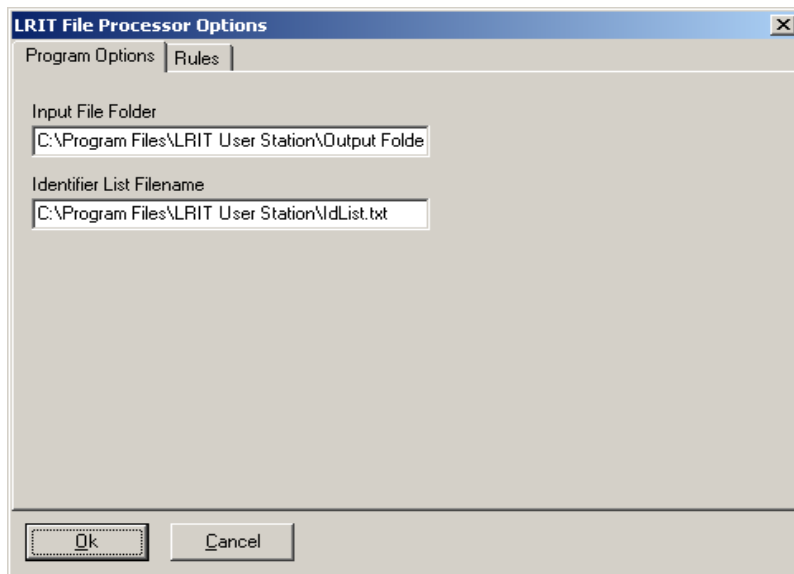 LRIT File Processor Options
Program Options Rules
Input File Folder
C:\Program Files\LRIT User Station\Output Folde
Identifier List Filename
C:\Program Files\LRIT User Station\IdList.txt
Ok Cancel